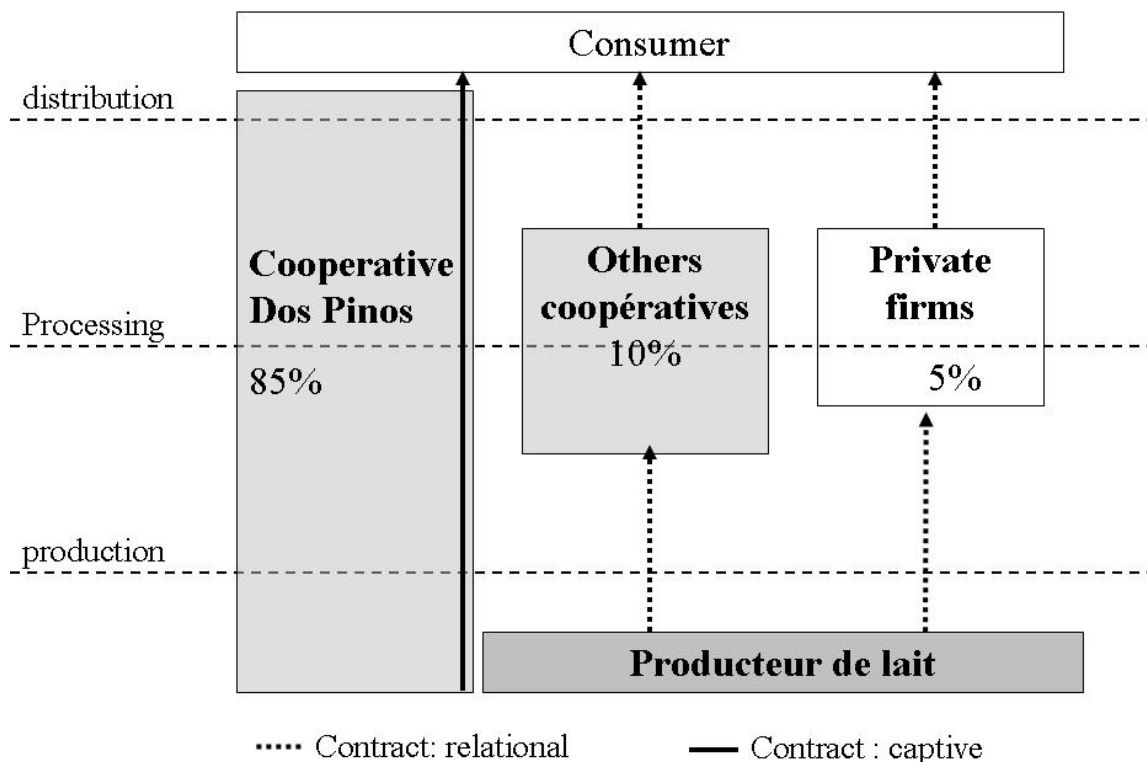 Consumer
distribution
Cooperative
Dos Pinos
85%
Others
coopératives
10%
Private
firms
5%
Processing
production
Producteur de lait
Contract: relational
Contract : captive